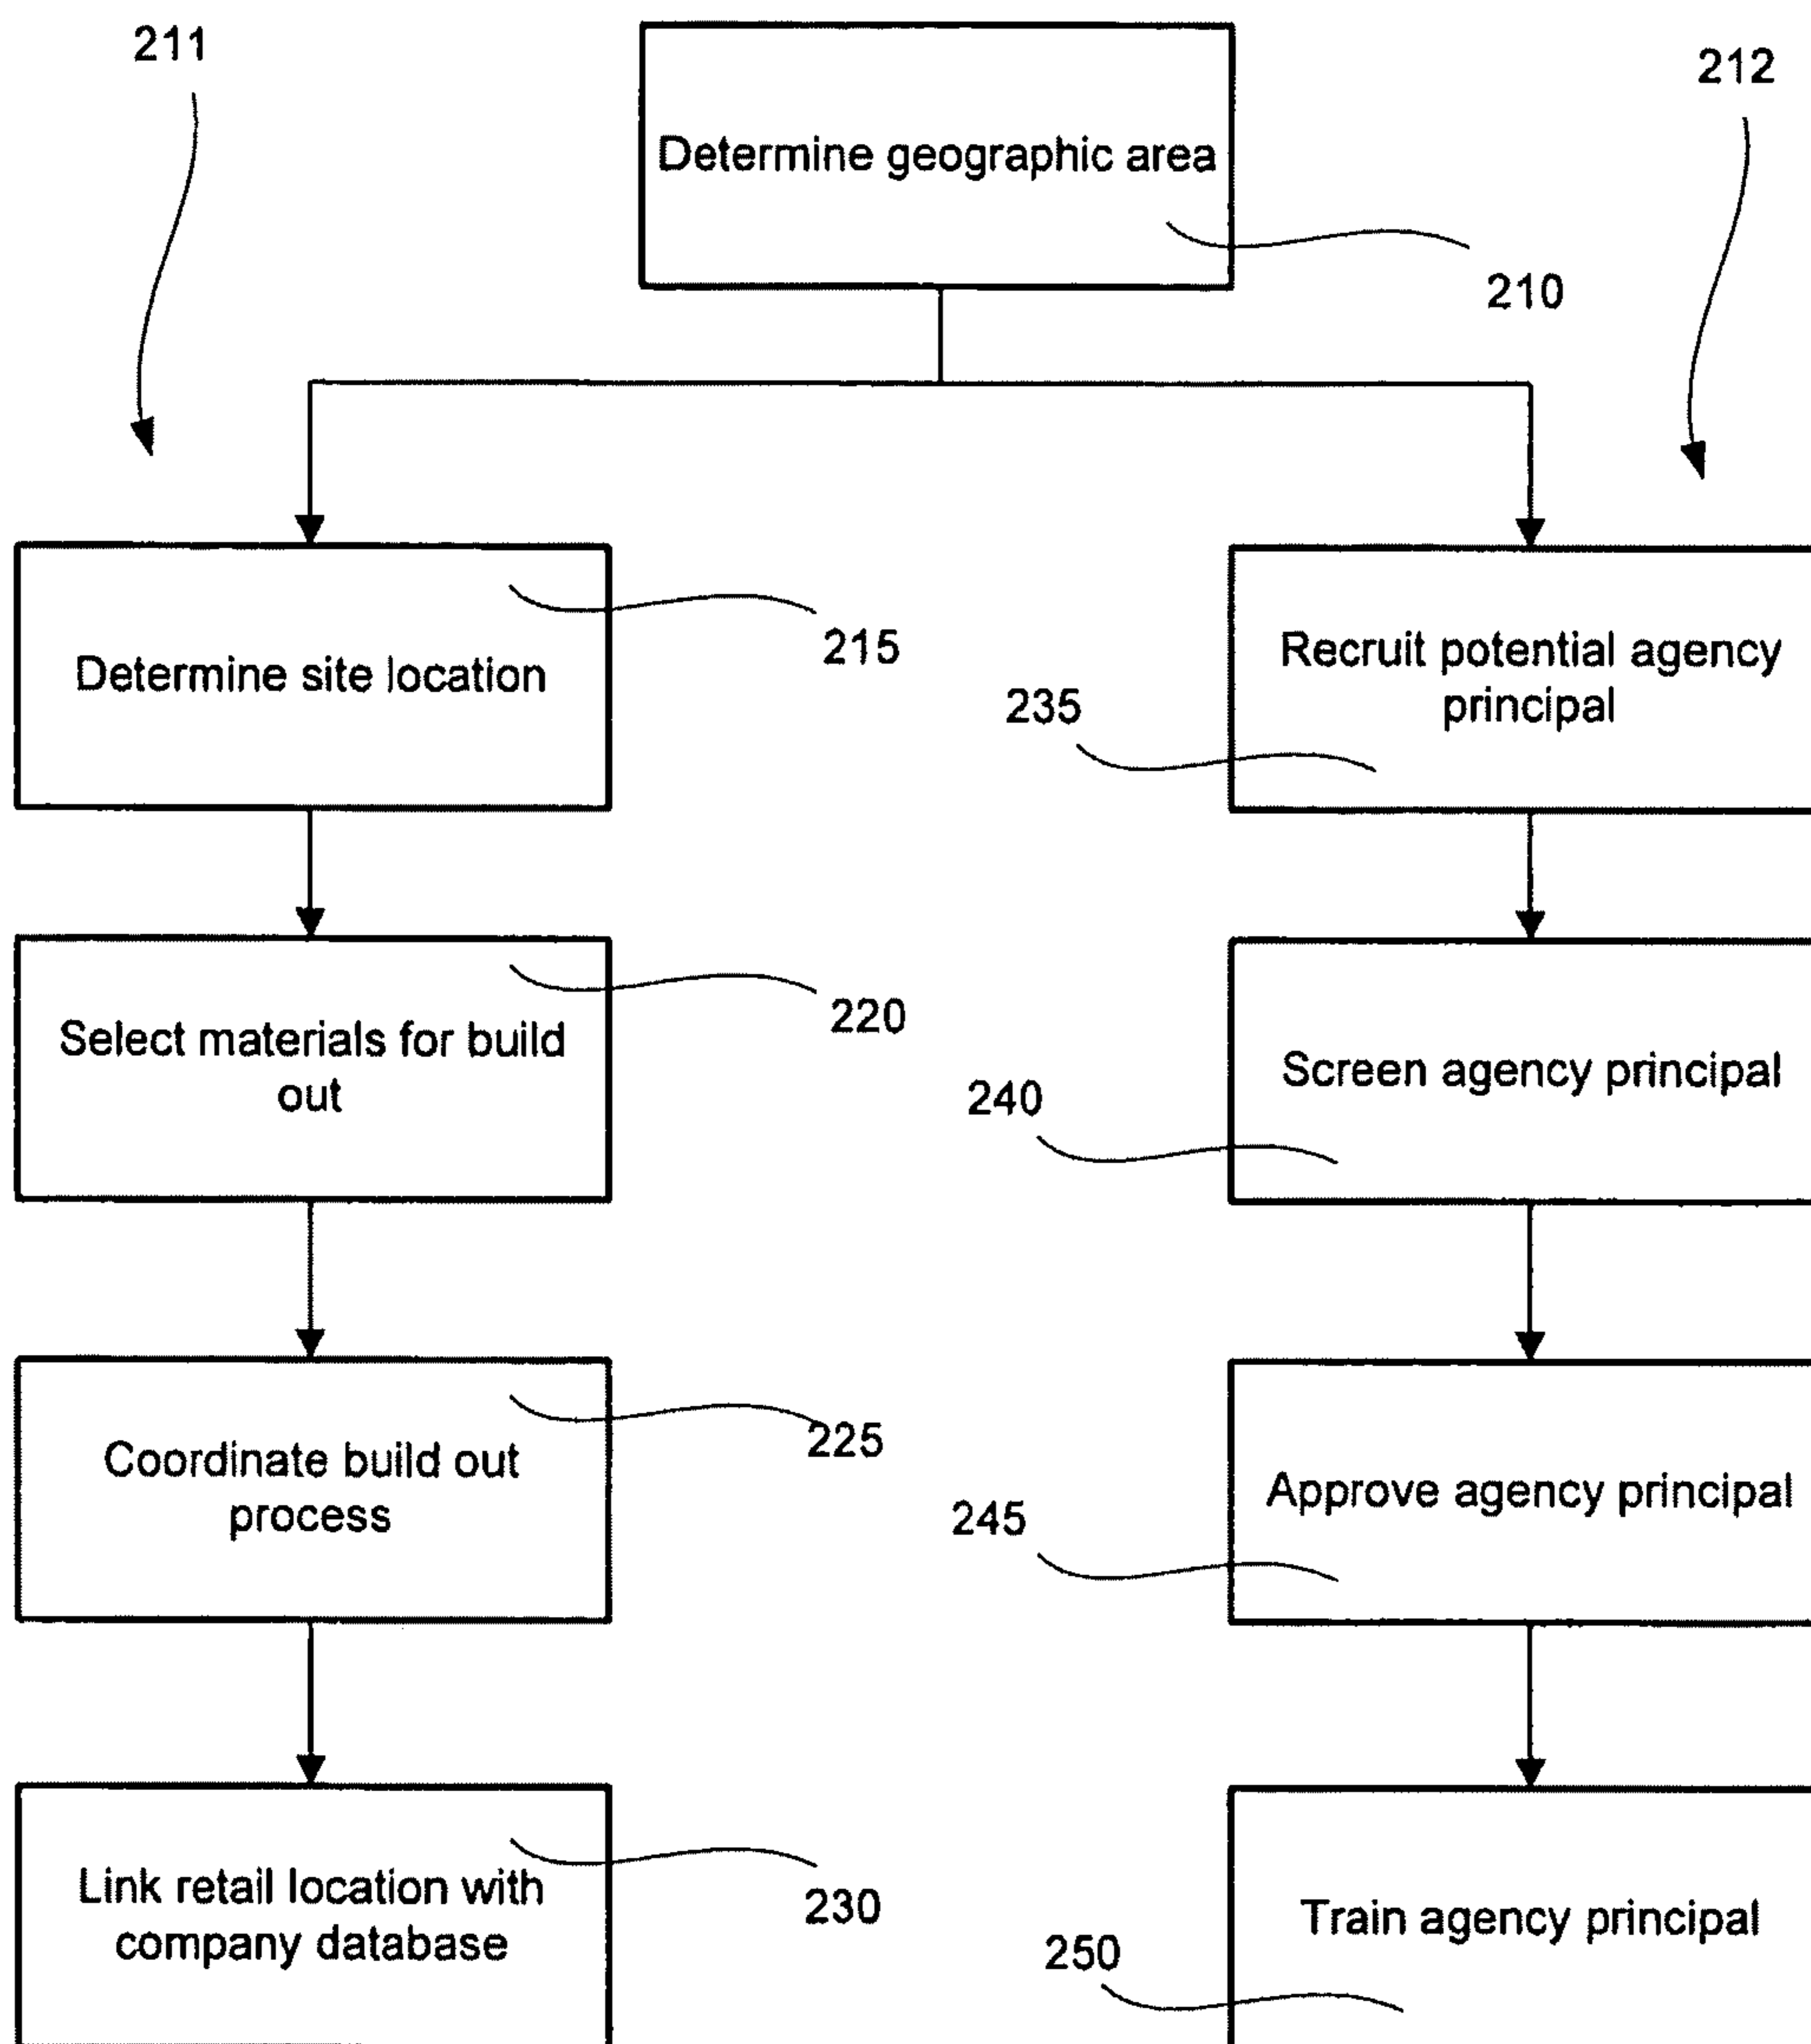 211
212
Determine geographic area
210
Determine site location
215
Recruit potential agency
principal
235
Select materials for build
out
220
Screen agency principal
240
Coordinate build out
process
225
Approve agency principal
245
Link retail location with
company database
230
Train agency principal
250